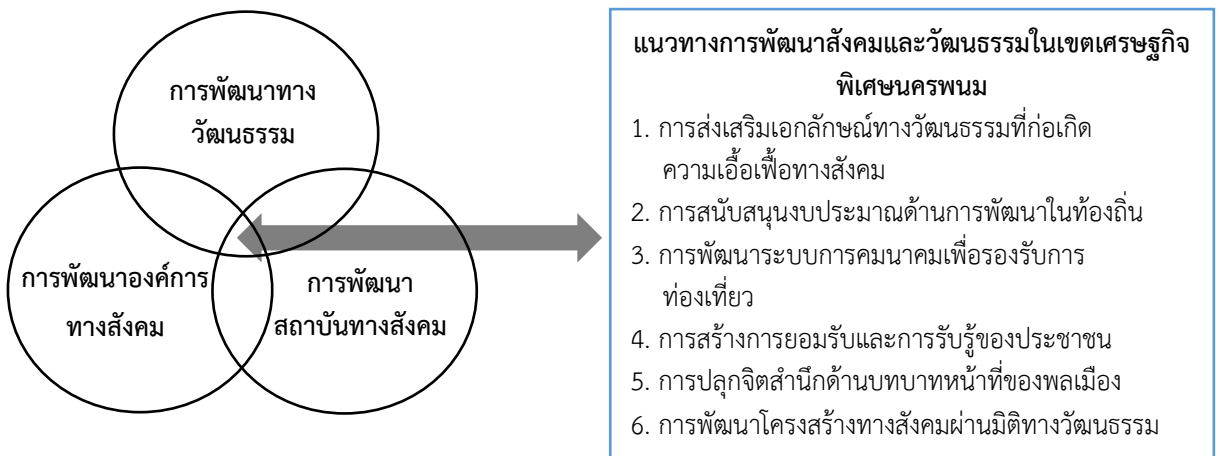 การพัฒนาทาง
วัฒนธรรม
การพัฒนาองค์การ
ทางสังคม
การพัฒนา
สถาบันทางสังคม
แนวทางการพัฒนาสังคมและวัฒนธรรมในเขตเศรษฐกิจ
พิเศษนครพนม
1. การส่งเสริมเอกลักษณ์ทางวัฒนธรรมที่ก่อเกิด
ความเอื้อเฟื้อทางสังคม
2. การสนับสนุนงบประมาณด้านการพัฒนาในท้องถิ่น
3. การพัฒนาระบบการคมนาคมเพื่อรองรับการ
ท่องเที่ยว
4. การสร้างการยอมรับและการรับรู้ของประชาชน
5. การปลุกจิตสำนึกด้านบทบาทหน้าที่ของพลเมือง
6. การพัฒนาโครงสร้างทางสังคมผ่านมิติทางวัฒนธรรม